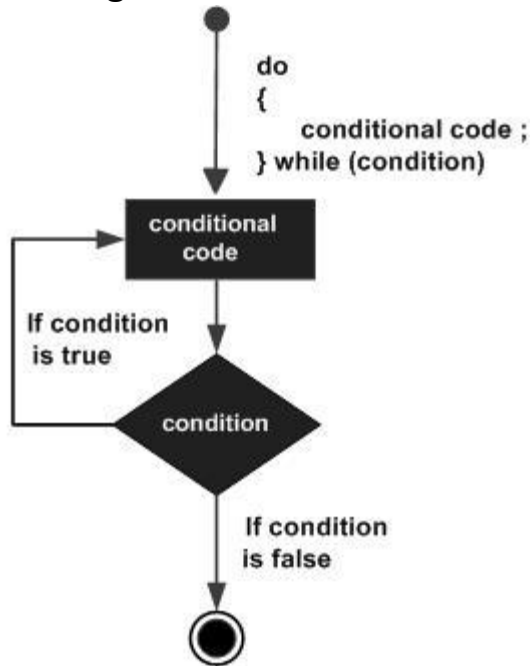 do
{
conditional code ;
} while (condition)
conditional
code
If condition
is true
condition
If condition
is false